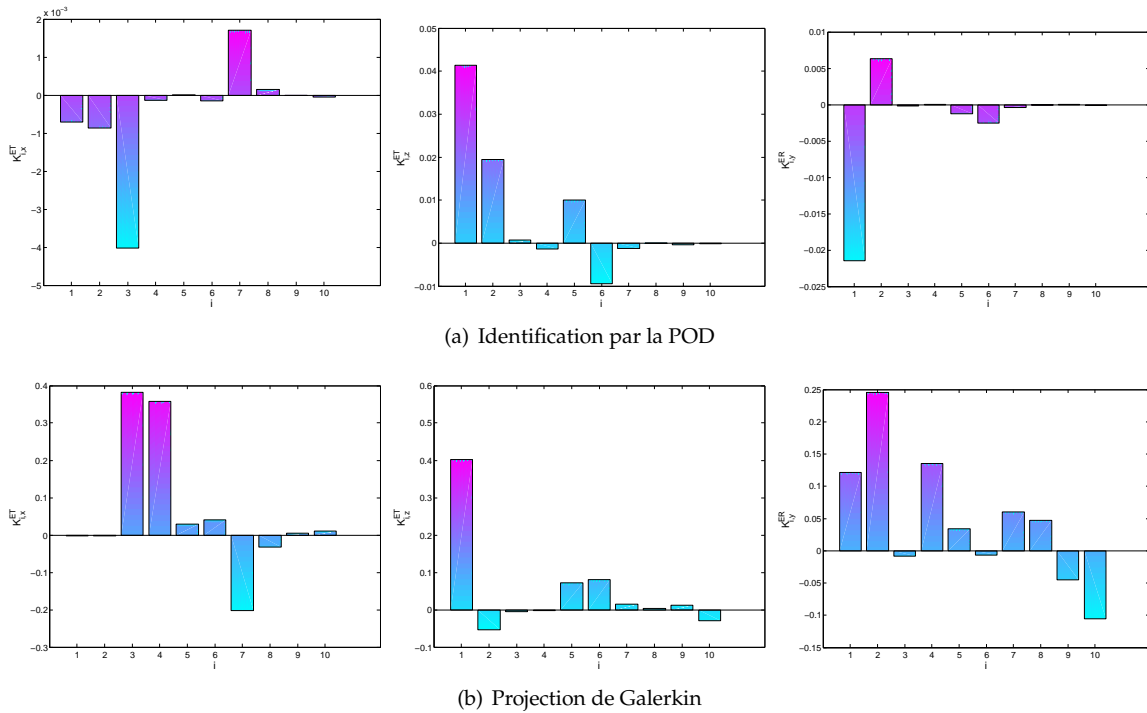 x 10⁻³
2
1
0
−1
−2
−3
−4
−5
K^{ET}_{i,x}
1 2 3 4 5 6 7 8 9 10
i
0.05
0.04
0.03
0.02
0.01
0
−0.01
K^{ET}_{i,z}
1 2 3 4 5 6 7 8 9 10
i
0.01
0.005
0
−0.005
−0.01
−0.015
−0.02
−0.025
K^{ER}_{i,y}
1 2 3 4 5 6 7 8 9 10
i
(a) Identification par la POD
0.4
0.3
0.2
0.1
0
−0.1
−0.2
−0.3
K^{ET}_{i,x}
1 2 3 4 5 6 7 8 9 10
i
0.6
0.5
0.4
0.3
0.2
0.1
0
−0.1
K^{ET}_{i,z}
1 2 3 4 5 6 7 8 9 10
i
0.25
0.2
0.15
0.1
0.05
0
−0.05
−0.1
−0.15
K^{ER}_{i,y}
1 2 3 4 5 6 7 8 9 10
i
(b) Projection de Galerkin